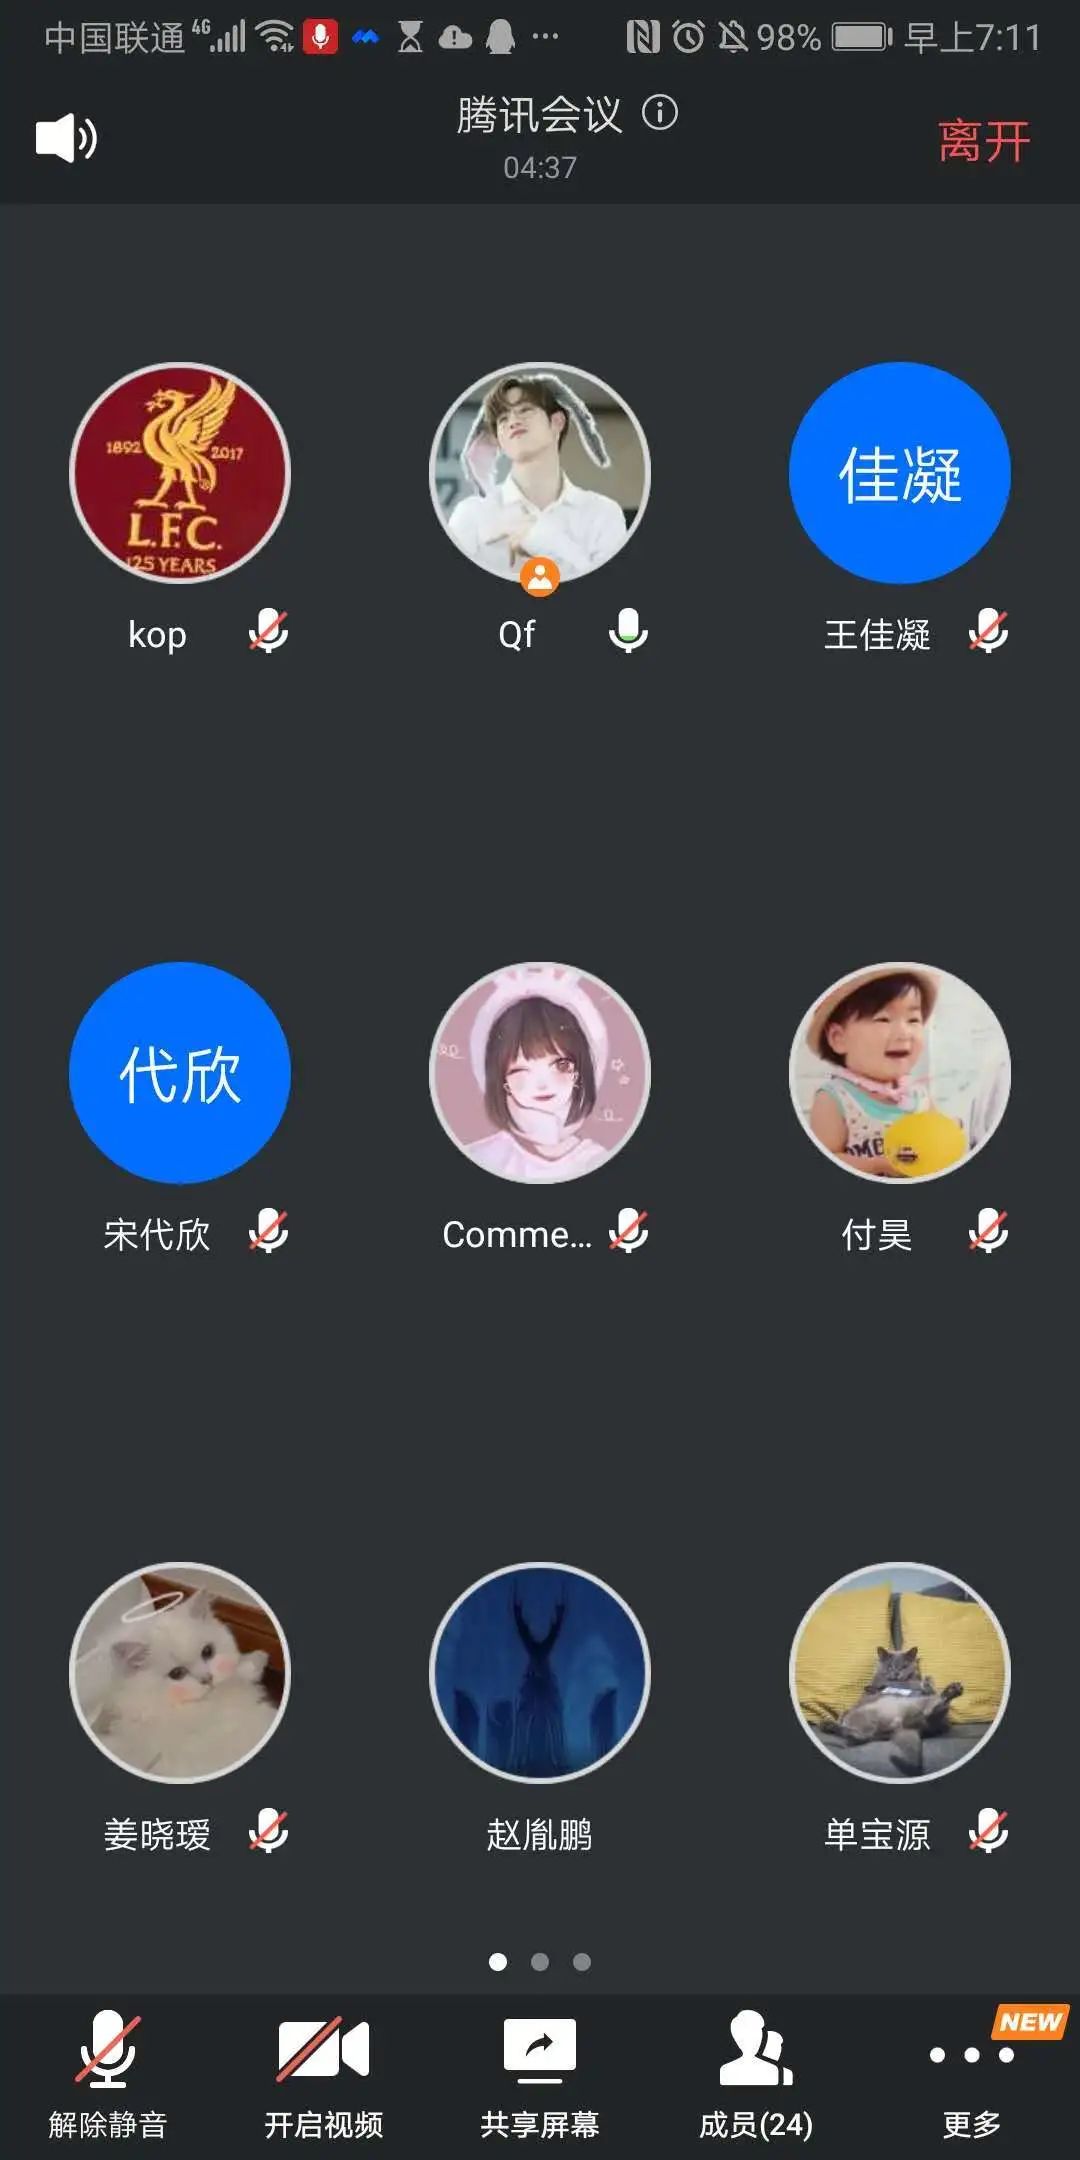 中国联通 4G 98% 早上7:11
腾讯会议
04:37
离开
1892 2017
L.F.C.
125 YEARS
佳凝
kop
Qf
王佳凝
代欣
宋代欣
Comme...
付昊
姜晓瑷
赵胤鹏
单宝源
NEW
解除静音
开启视频
共享屏幕
成员(24)
更多